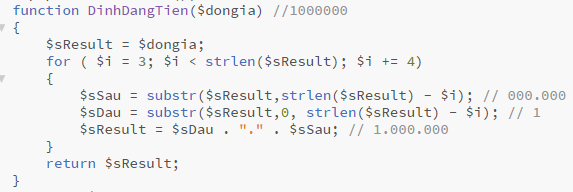 function DinhDangTien($dongia) //1000000
{
    $sResult = $dongia;
    for ( $i = 3; $i < strlen($sResult); $i += 4)
    {
        $sSau = substr($sResult,strlen($sResult) - $i); // 000.000
        $sDau = substr($sResult,0, strlen($sResult) - $i); // 1
        $sResult = $sDau . "." . $sSau; // 1.000.000
    }
    return $sResult;
}